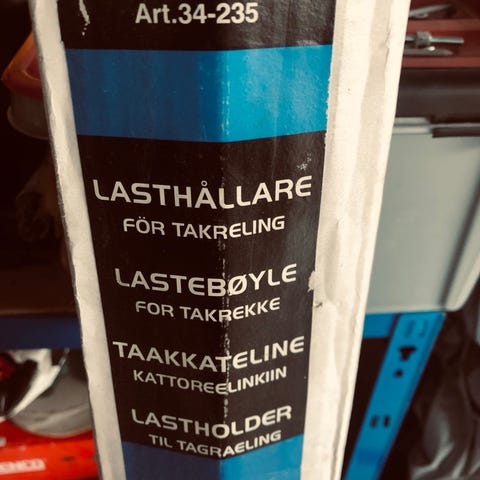 Art.34-235
LASTHÅLLARE
FÖR TAKRELING
LASTEBØYLE
FOR TAKREKKE
TAAKKATELINE
KATTOREELINKIIN
LASTHOLDER
TIL TAGRAELING